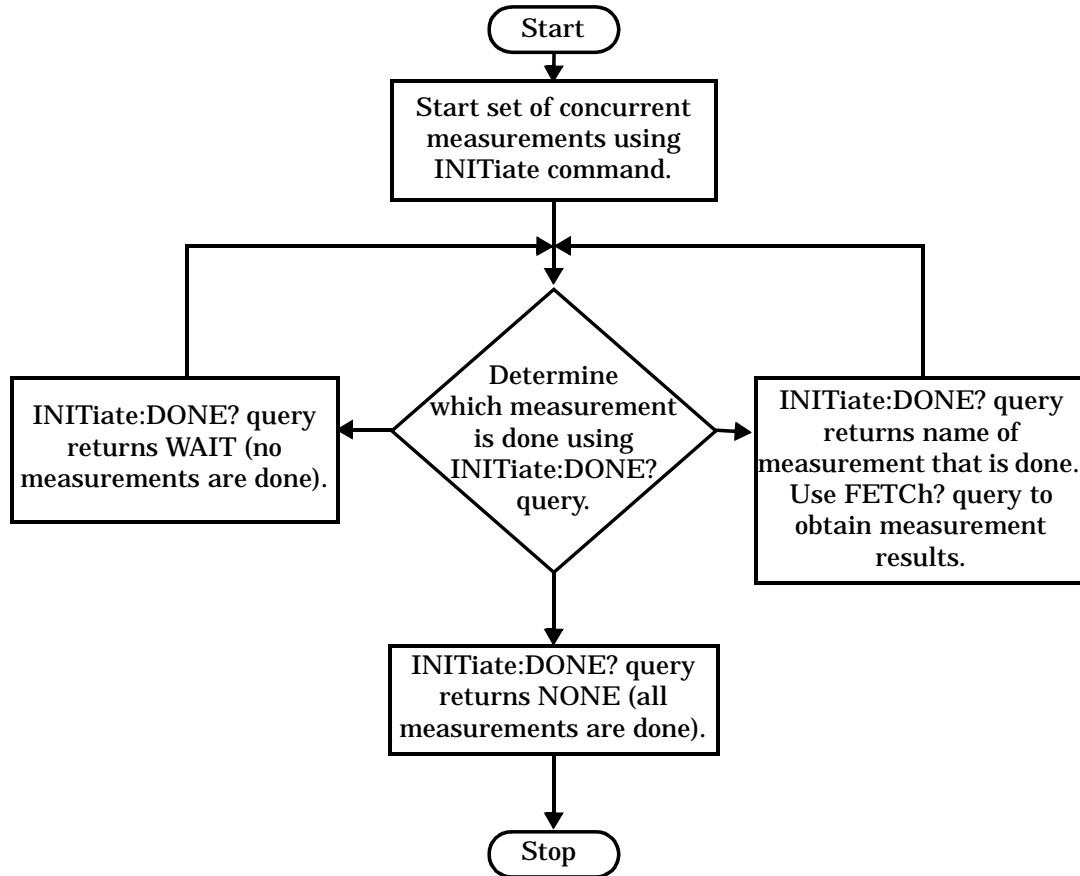 Start
Start set of concurrent
measurements using
INITiate command.
Determine
which measurement
is done using
INITiate:DONE?
query.
INITiate:DONE? query
returns WAIT (no
measurements are done).
INITiate:DONE? query
returns name of
measurement that is done.
Use FETCh? query to
obtain measurement
results.
INITiate:DONE? query
returns NONE (all
measurements are done).
Stop